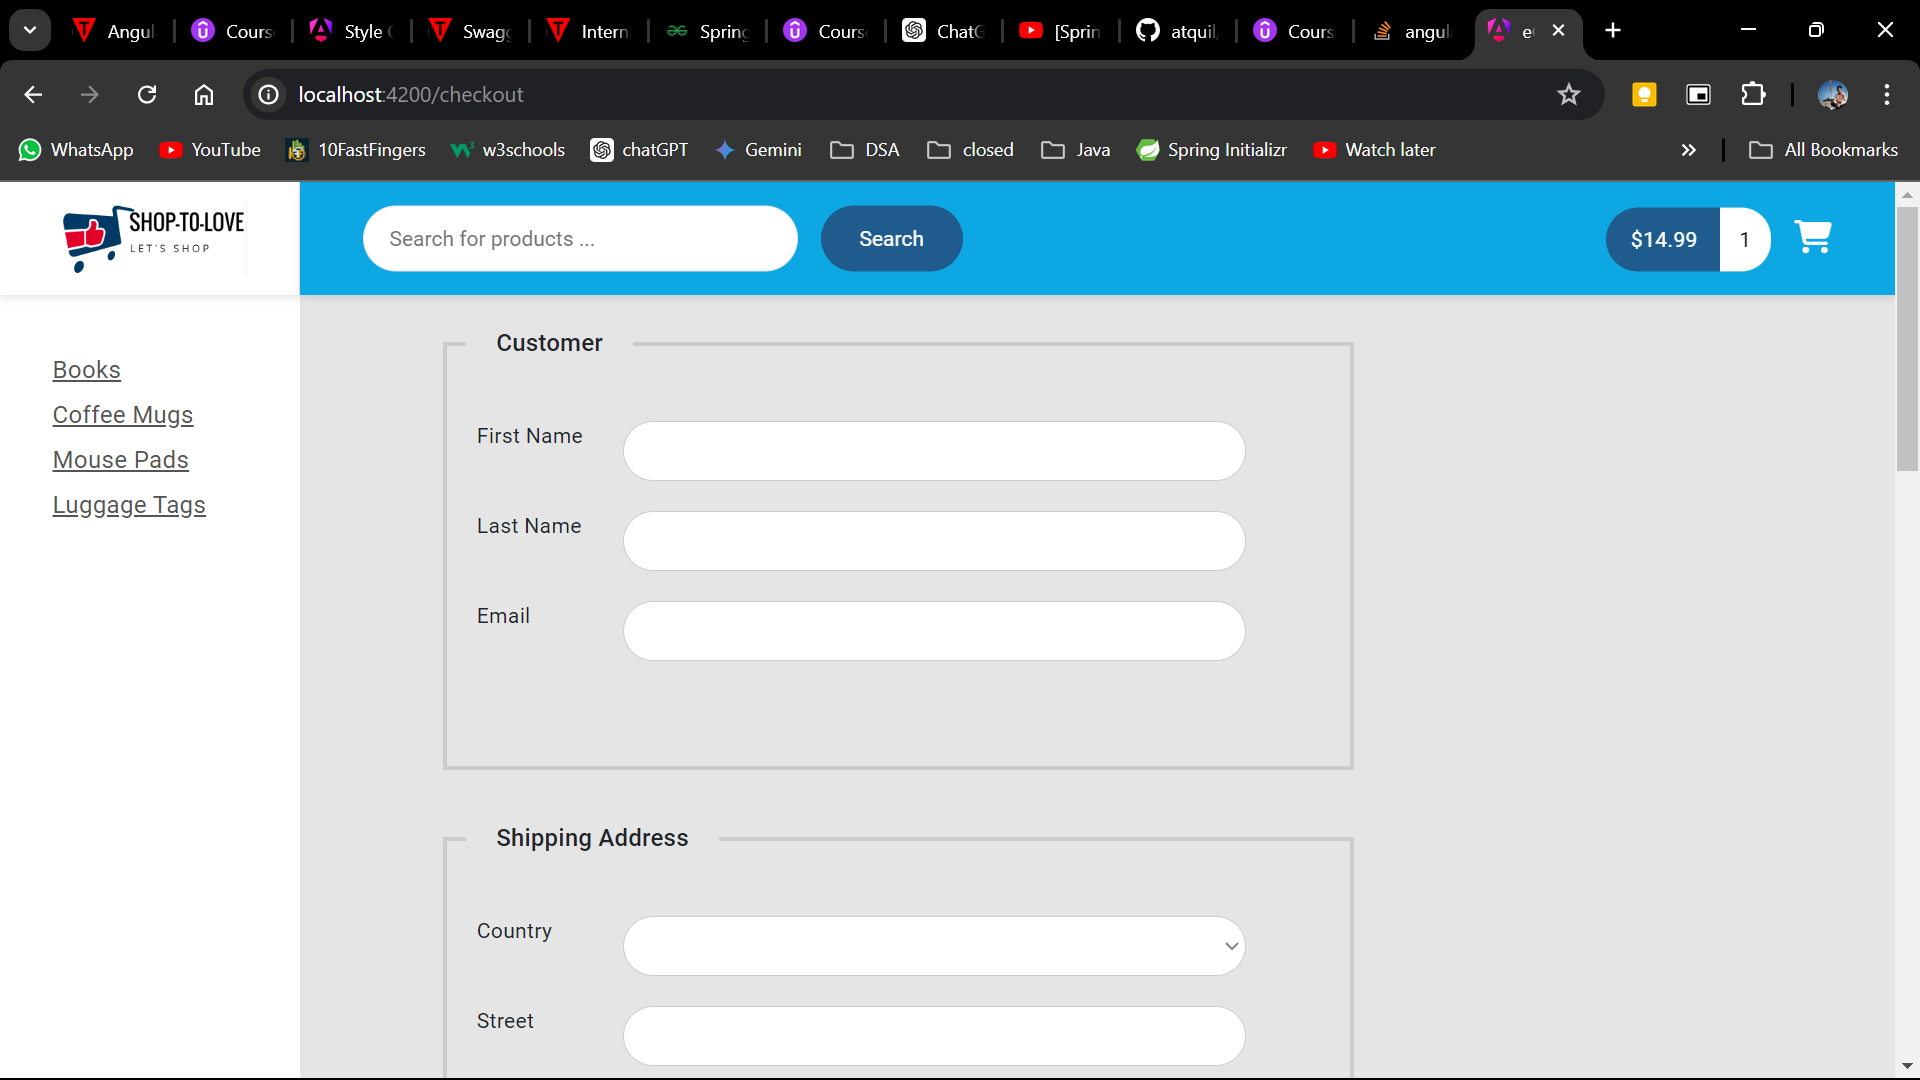 Angul Cours Style Swagg Intern Spring Cours ChatG [Sprin atquil Cours angul e
localhost:4200/checkout
WhatsApp YouTube 10FastFingers w3schools chatGPT Gemini DSA closed Java Spring Initializr Watch later All Bookmarks
SHOP-TO-LOVE
LET'S SHOP
Search for products ... Search $14.99 1
Books
Coffee Mugs
Mouse Pads
Luggage Tags
Customer
First Name
Last Name
Email
Shipping Address
Country
Street